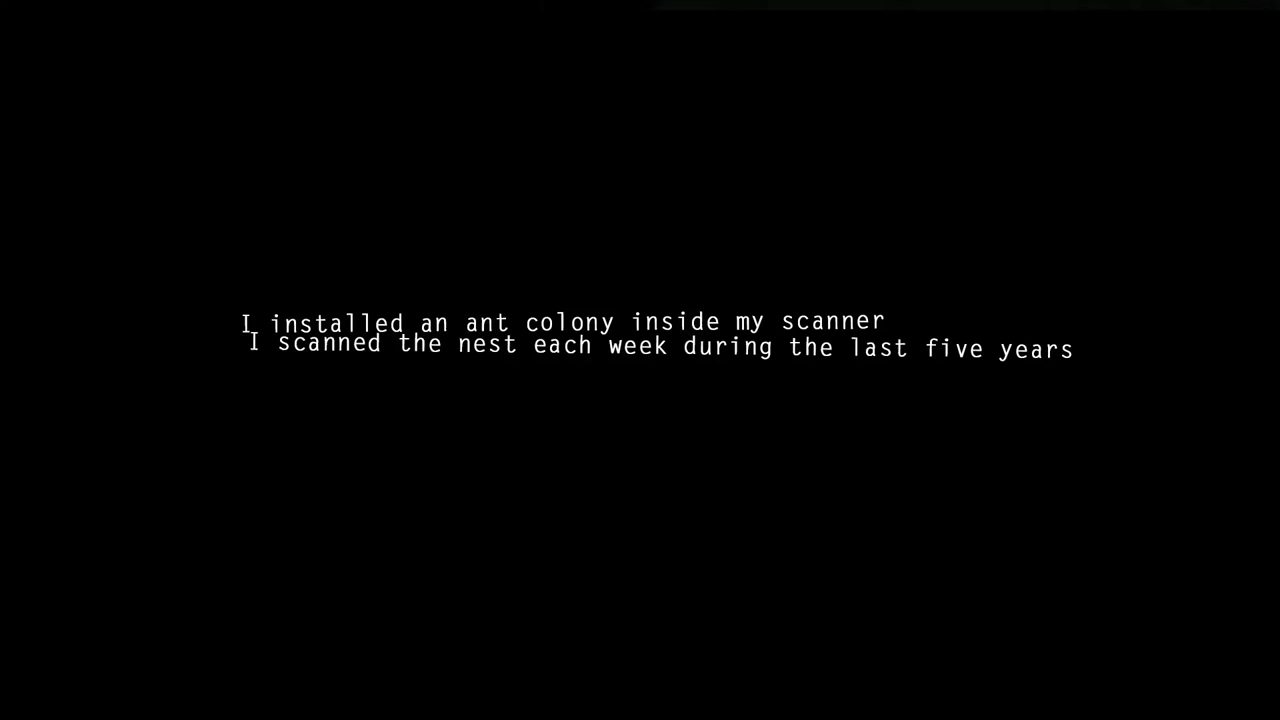 I installed an ant colony inside my scanner
I scanned the nest each week during the last five years